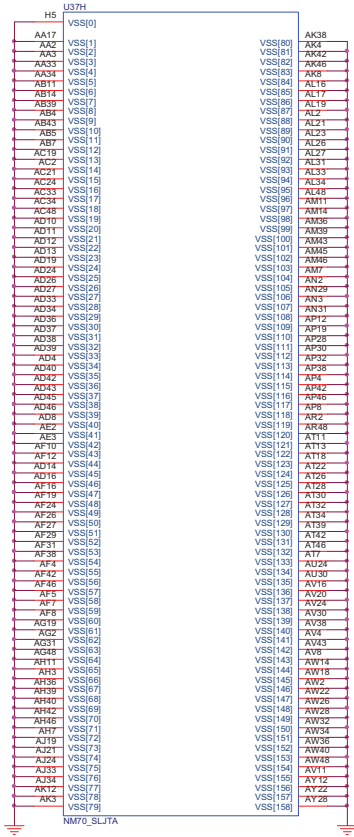 U37H
H5 VSS[0]
AA17 VSS[1] VSS[80] AK38
AA2 VSS[2] VSS[81] AK4
AA3 VSS[3] VSS[82] AK42
AA33 VSS[4] VSS[83] AK46
AA34 VSS[5] VSS[84] AK8
AB11 VSS[6] VSS[85] AL16
AB14 VSS[7] VSS[86] AL17
AB39 VSS[8] VSS[87] AL19
AB4 VSS[9] VSS[88] AL2
AB43 VSS[10] VSS[89] AL21
AB5 VSS[11] VSS[90] AL23
AB7 VSS[12] VSS[91] AL26
AC19 VSS[13] VSS[92] AL27
AC2 VSS[14] VSS[93] AL31
AC21 VSS[15] VSS[94] AL33
AC24 VSS[16] VSS[95] AL34
AC33 VSS[17] VSS[96] AL48
AC34 VSS[18] VSS[97] AM11
AC48 VSS[19] VSS[98] AM14
AD10 VSS[20] VSS[99] AM36
AD11 VSS[21] VSS[100] AM39
AD12 VSS[22] VSS[101] AM43
AD13 VSS[23] VSS[102] AM45
AD19 VSS[24] VSS[103] AM46
AD24 VSS[25] VSS[104] AM7
AD26 VSS[26] VSS[105] AN2
AD27 VSS[27] VSS[106] AN29
AD33 VSS[28] VSS[107] AN3
AD34 VSS[29] VSS[108] AN31
AD36 VSS[30] VSS[109] AP12
AD37 VSS[31] VSS[110] AP19
AD38 VSS[32] VSS[111] AP28
AD39 VSS[33] VSS[112] AP30
AD4 VSS[34] VSS[113] AP32
AD40 VSS[35] VSS[114] AP38
AD42 VSS[36] VSS[115] AP4
AD43 VSS[37] VSS[116] AP42
AD45 VSS[38] VSS[117] AP46
AD46 VSS[39] VSS[118] AP8
AD8 VSS[40] VSS[119] AR2
AE2 VSS[41] VSS[120] AR48
AE3 VSS[42] VSS[121] AT11
AF10 VSS[43] VSS[122] AT13
AF12 VSS[44] VSS[123] AT18
AD14 VSS[45] VSS[124] AT22
AD16 VSS[46] VSS[125] AT26
AF16 VSS[47] VSS[126] AT28
AF19 VSS[48] VSS[127] AT30
AF24 VSS[49] VSS[128] AT32
AF26 VSS[50] VSS[129] AT34
AF27 VSS[51] VSS[130] AT39
AF29 VSS[52] VSS[131] AT42
AF31 VSS[53] VSS[132] AT46
AF38 VSS[54] VSS[133] AT7
AF4 VSS[55] VSS[134] AU24
AF42 VSS[56] VSS[135] AU30
AF46 VSS[57] VSS[136] AV16
AF5 VSS[58] VSS[137] AV20
AF7 VSS[59] VSS[138] AV24
AF8 VSS[60] VSS[139] AV30
AG19 VSS[61] VSS[140] AV38
AG2 VSS[62] VSS[141] AV4
AG31 VSS[63] VSS[142] AV43
AG48 VSS[64] VSS[143] AV8
AH11 VSS[65] VSS[144] AW14
AH3 VSS[66] VSS[145] AW18
AH36 VSS[67] VSS[146] AW2
AH39 VSS[68] VSS[147] AW22
AH40 VSS[69] VSS[148] AW26
AH42 VSS[70] VSS[149] AW28
AH46 VSS[71] VSS[150] AW32
AH7 VSS[72] VSS[151] AW34
AJ19 VSS[73] VSS[152] AW36
AJ21 VSS[74] VSS[153] AW40
AJ24 VSS[75] VSS[154] AW48
AJ33 VSS[76] VSS[155] AV11
AJ34 VSS[77] VSS[156] AY12
AK12 VSS[78] VSS[157] AY22
AK3 VSS[79] VSS[158] AY28
NM70_SLJTA